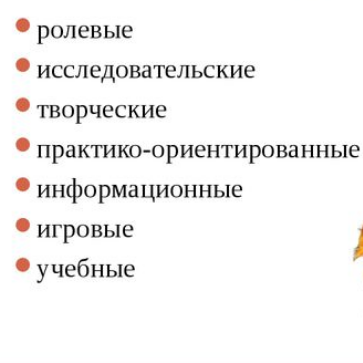 ролевые
исследовательские
творческие
практико-ориентированные
информационные
игровые
учебные